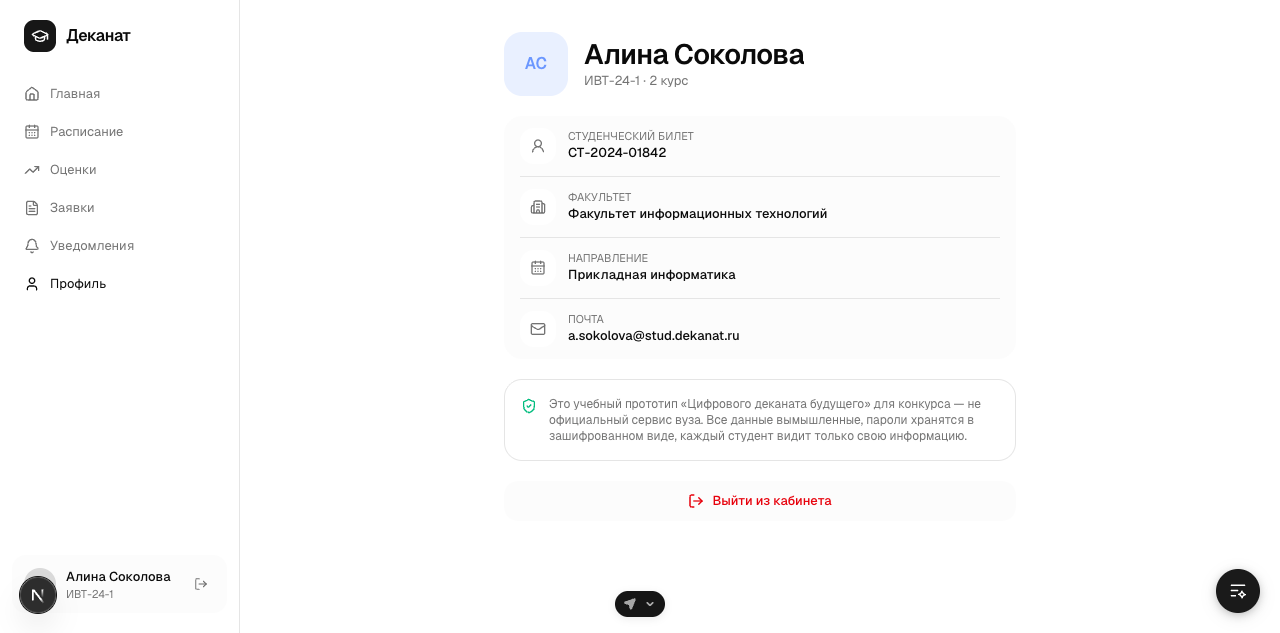 Деканат
Главная
Расписание
Оценки
Заявки
Уведомления
Профиль
Алина Соколова
ИВТ-24-1
N
АС
Алина Соколова
ИВТ-24-1 · 2 курс
СТУДЕНЧЕСКИЙ БИЛЕТ
СТ-2024-01842
ФАКУЛЬТЕТ
Факультет информационных технологий
НАПРАВЛЕНИЕ
Прикладная информатика
ПОЧТА
a.sokolova@stud.dekanat.ru
Это учебный прототип «Цифрового деканата будущего» для конкурса — не
официальный сервис вуза. Все данные вымышленные, пароли хранятся в
зашифрованном виде, каждый студент видит только свою информацию.
Выйти из кабинета